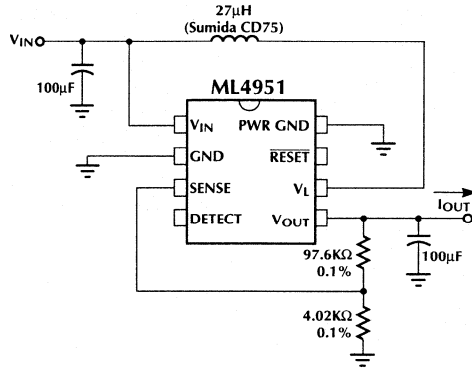 27µH
(Sumida CD75)
VIN
100µF
ML4951
VIN
PWR GND
GND
RESET
SENSE
VL
DETECT
VOUT
IOUT
97.6KΩ
0.1%
100µF
4.02KΩ
0.1%